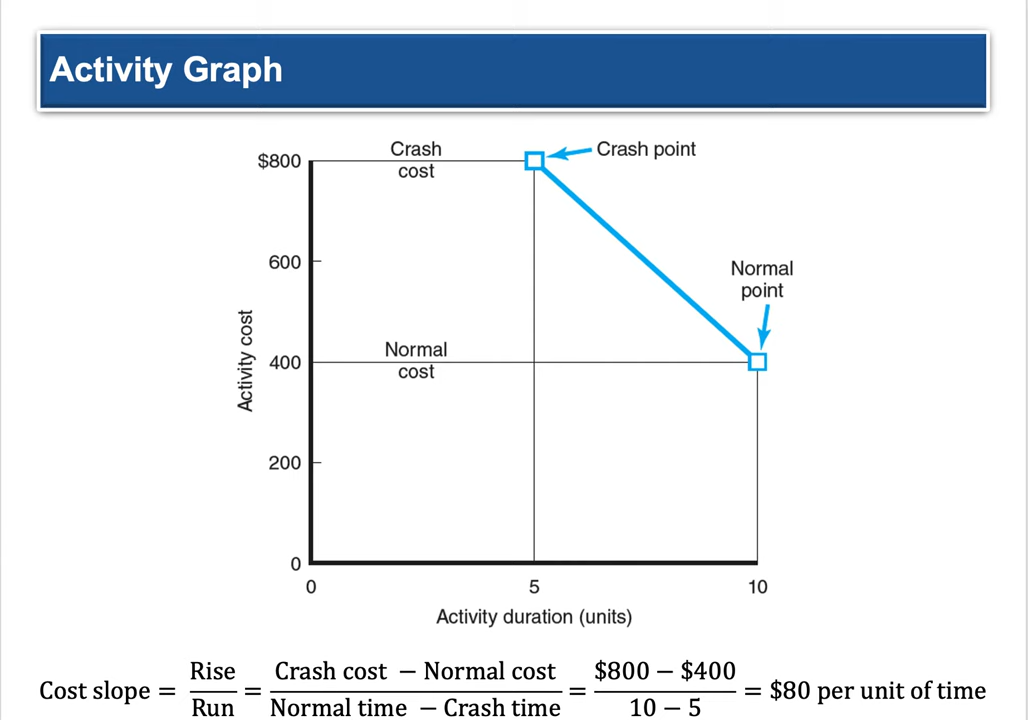 Activity Graph
Crash
cost
Crash point
$800
600
Normal
point
Normal
cost
400
200
0
Activity cost
0 5 10
Activity duration (units)
Cost slope = Rise/Run = Crash cost − Normal cost/Normal time − Crash time = $800 − $400/10 − 5 = $80 per unit of time